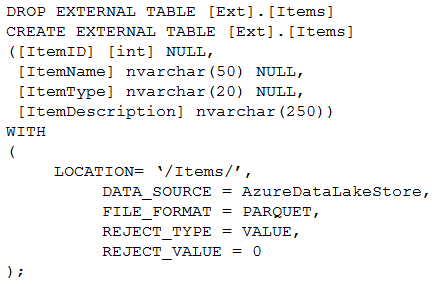 DROP EXTERNAL TABLE [Ext].[Items]
CREATE EXTERNAL TABLE [Ext].[Items]
([ItemID] [int] NULL,
 [ItemName] nvarchar(50) NULL,
 [ItemType] nvarchar(20) NULL,
 [ItemDescription] nvarchar(250))
WITH
(
     LOCATION= ‘/Items/’,
          DATA_SOURCE = AzureDataLakeStore,
          FILE_FORMAT = PARQUET,
          REJECT_TYPE = VALUE,
          REJECT_VALUE = 0
);